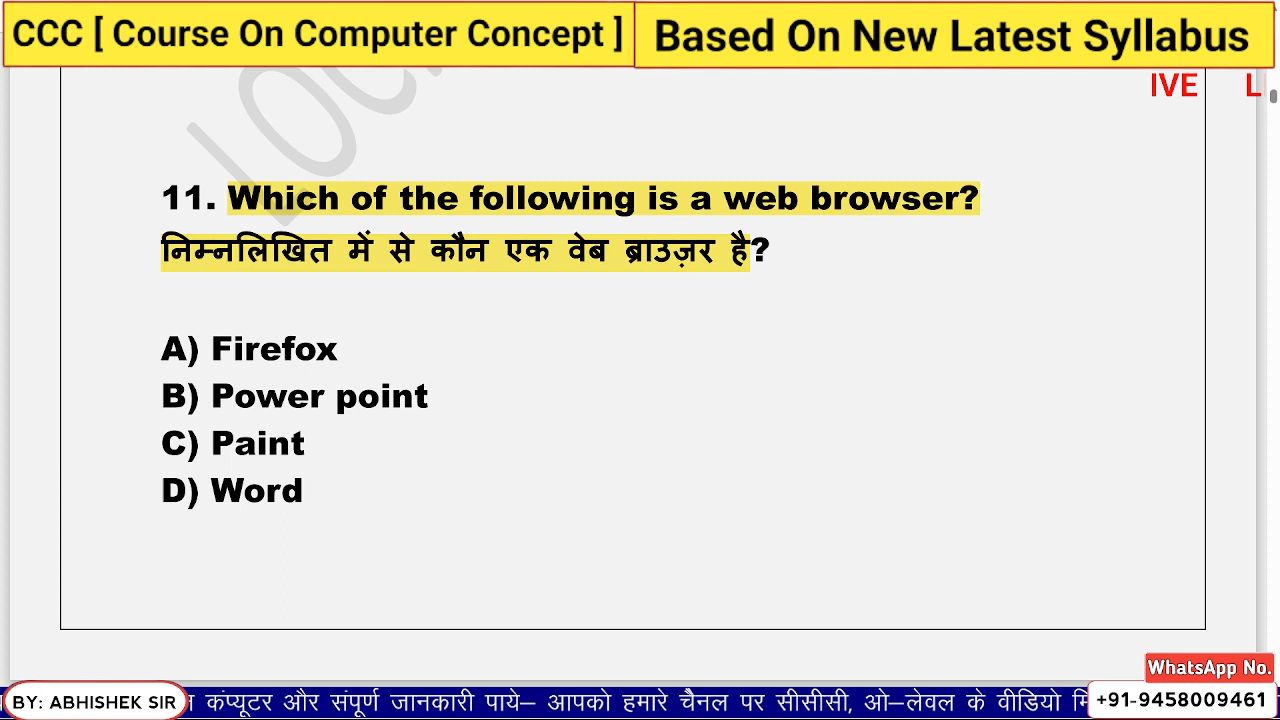 CCC [ Course On Computer Concept ]
Based On New Latest Syllabus
IVE L
11. Which of the following is a web browser?
निम्नलिखित में से कौन एक वेब ब्राउज़र है?
A) Firefox
B) Power point
C) Paint
D) Word
WhatsApp No.
BY: ABHISHEK SIR
कंप्यूटर और संपूर्ण जानकारी पाये– आपको हमारे चैनल पर सीसीसी, ओ–लेवल के वीडियो
+91-9458009461